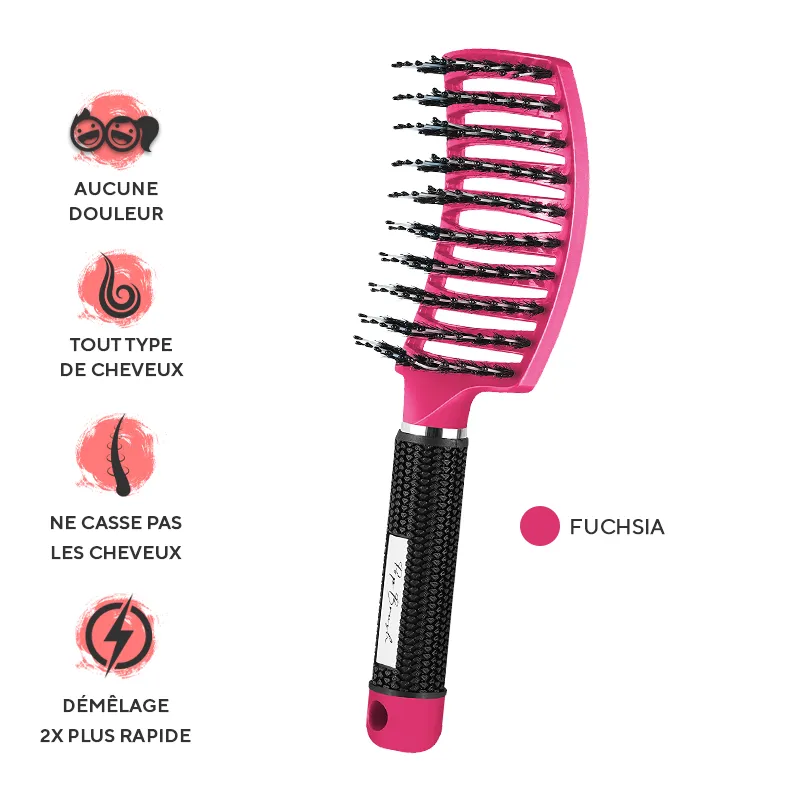 AUCUNE
DOULEUR
TOUT TYPE
DE CHEVEUX
NE CASSE PAS
LES CHEVEUX
DÉMÊLAGE
2X PLUS RAPIDE
FUCHSIA